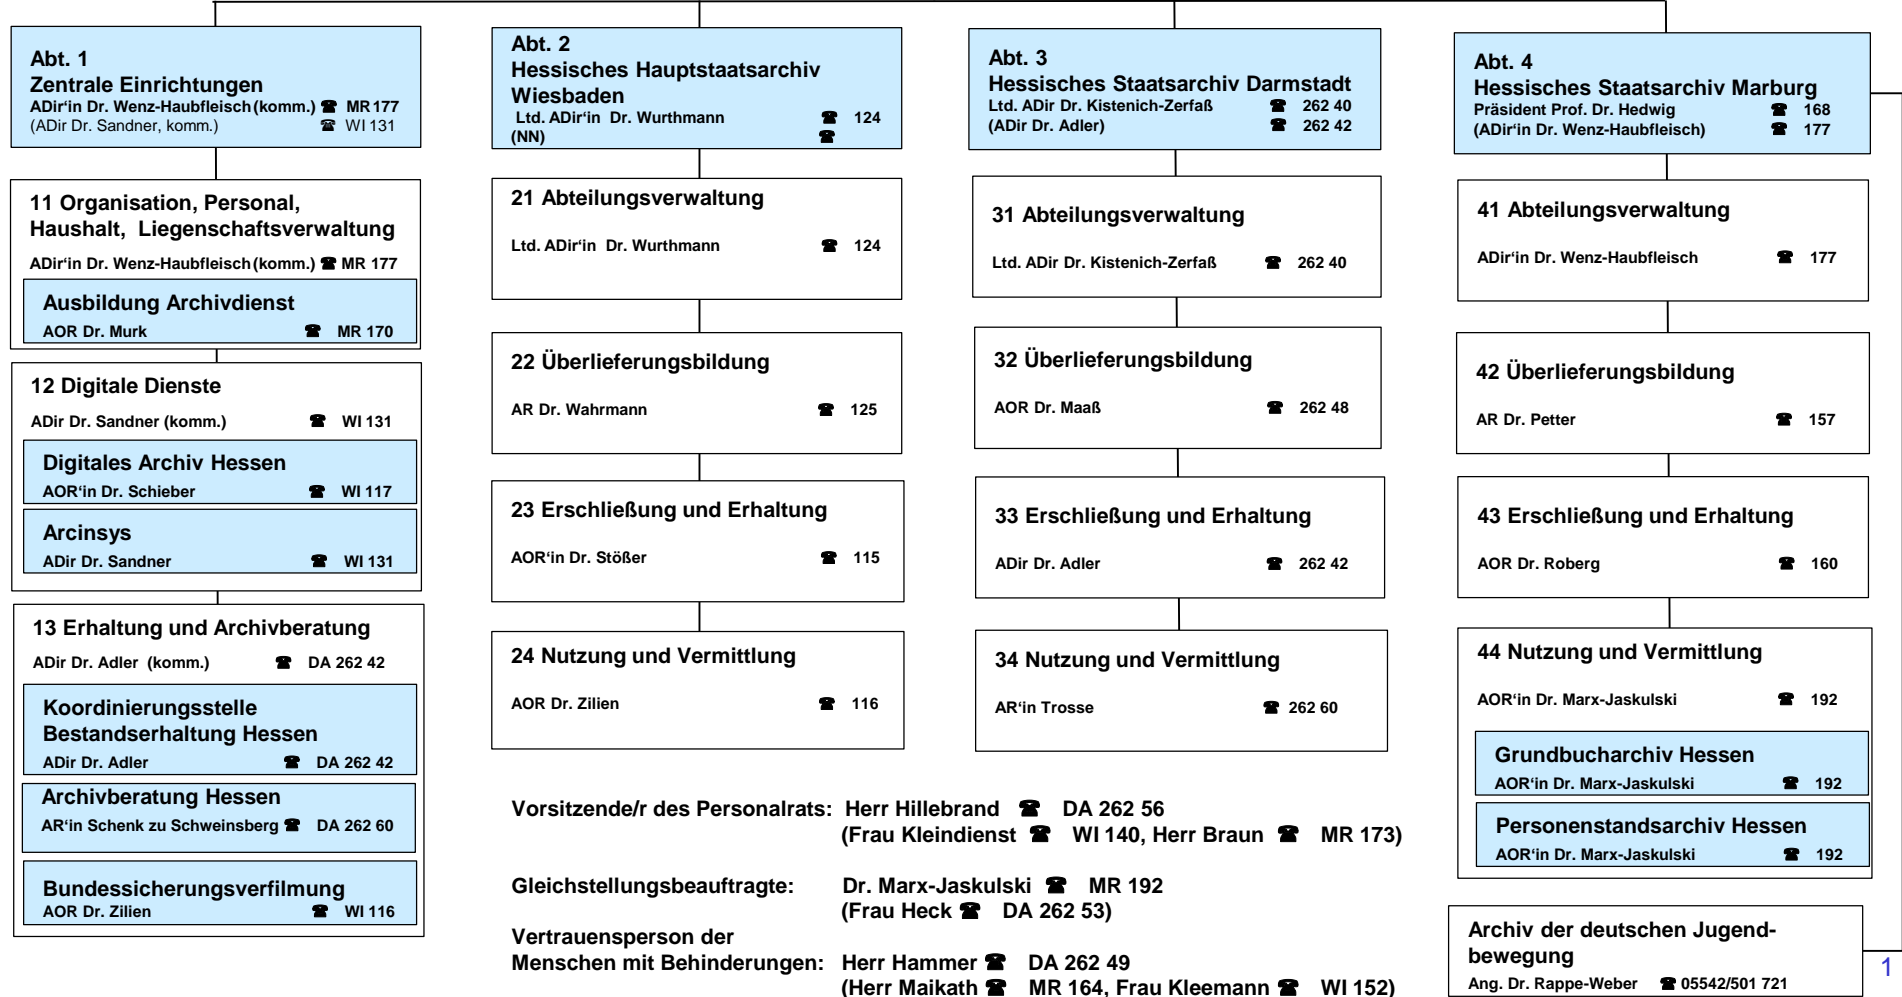 Abt. 1
Zentrale Einrichtungen
ADir'in Dr. Wenz-Haubfleisch (komm.) ☎ MR 177
(ADir Dr. Sandner, komm.) ☎ WI 131
11 Organisation, Personal,
Haushalt, Liegenschaftsverwaltung
ADir'in Dr. Wenz-Haubfleisch (komm.) ☎ MR 177
Ausbildung Archivdienst
AOR Dr. Murk ☎ MR 170
12 Digitale Dienste
ADir Dr. Sandner (komm.) ☎ WI 131
Digitales Archiv Hessen
AOR'in Dr. Schieber ☎ WI 117
Arcinsys
ADir Dr. Sandner ☎ WI 131
13 Erhaltung und Archivberatung
ADir Dr. Adler (komm.) ☎ DA 262 42
Koordinierungsstelle
Bestandserhaltung Hessen
ADir Dr. Adler ☎ DA 262 42
Archivberatung Hessen
AR'in Schenk zu Schweinsberg ☎ DA 262 60
Bundessicherungsverfilmung
AOR Dr. Zilien ☎ WI 116
Abt. 2
Hessisches Hauptstaatsarchiv
Wiesbaden
Ltd. ADir'in Dr. Wurthmann ☎ 124
(NN) ☎
21 Abteilungsverwaltung
Ltd. ADir'in Dr. Wurthmann ☎ 124
22 Überlieferungsbildung
AR Dr. Wahrmann ☎ 125
23 Erschließung und Erhaltung
AOR'in Dr. Stößer ☎ 115
24 Nutzung und Vermittlung
AOR Dr. Zilien ☎ 116
Abt. 3
Hessisches Staatsarchiv Darmstadt
Ltd. ADir Dr. Kistenich-Zerfaß ☎ 262 40
(ADir Dr. Adler) ☎ 262 42
31 Abteilungsverwaltung
Ltd. ADir Dr. Kistenich-Zerfaß ☎ 262 40
32 Überlieferungsbildung
AOR Dr. Maaß ☎ 262 48
33 Erschließung und Erhaltung
ADir Dr. Adler ☎ 262 42
34 Nutzung und Vermittlung
AR'in Trosse ☎ 262 60
Abt. 4
Hessisches Staatsarchiv Marburg
Präsident Prof. Dr. Hedwig ☎ 168
(ADir'in Dr. Wenz-Haubfleisch) ☎ 177
41 Abteilungsverwaltung
ADir'in Dr. Wenz-Haubfleisch ☎ 177
42 Überlieferungsbildung
AR Dr. Petter ☎ 157
43 Erschließung und Erhaltung
AOR Dr. Roberg ☎ 160
44 Nutzung und Vermittlung
AOR'in Dr. Marx-Jaskulski ☎ 192
Grundbucharchiv Hessen
AOR'in Dr. Marx-Jaskulski ☎ 192
Personenstandsarchiv Hessen
AOR'in Dr. Marx-Jaskulski ☎ 192
Archiv der deutschen Jugend-
bewegung
Ang. Dr. Rappe-Weber ☎ 05542/501 721
Vorsitzende/r des Personalrats: Herr Hillebrand ☎ DA 262 56
(Frau Kleindienst ☎ WI 140, Herr Braun ☎ MR 173)
Gleichstellungsbeauftragte: Dr. Marx-Jaskulski ☎ MR 192
(Frau Heck ☎ DA 262 53)
Vertrauensperson der
Menschen mit Behinderungen: Herr Hammer ☎ DA 262 49
(Herr Maikath ☎ MR 164, Frau Kleemann ☎ WI 152)
1